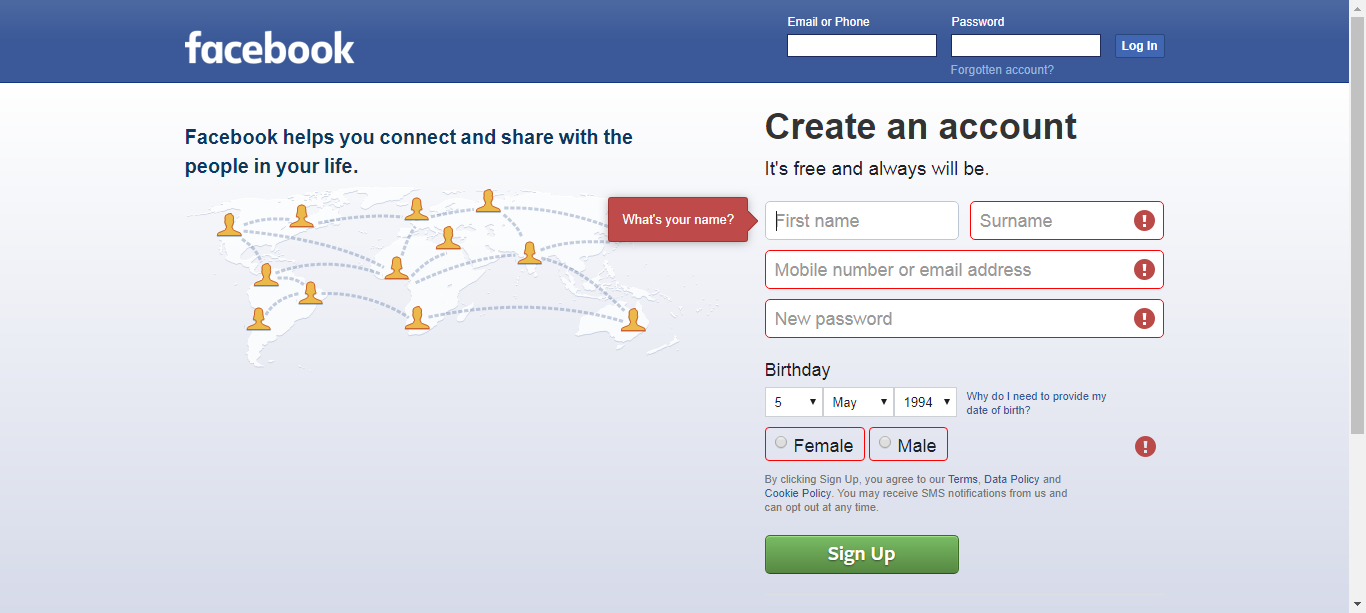 facebook
Email or Phone
Password
Log In
Forgotten account?
Facebook helps you connect and share with the
people in your life.
Create an account
It's free and always will be.
What's your name?
First name
Surname
Mobile number or email address
New password
Birthday
5
May
1994
Why do I need to provide my
date of birth?
Female
Male
By clicking Sign Up, you agree to our Terms, Data Policy and
Cookie Policy. You may receive SMS notifications from us and
can opt out at any time.
Sign Up